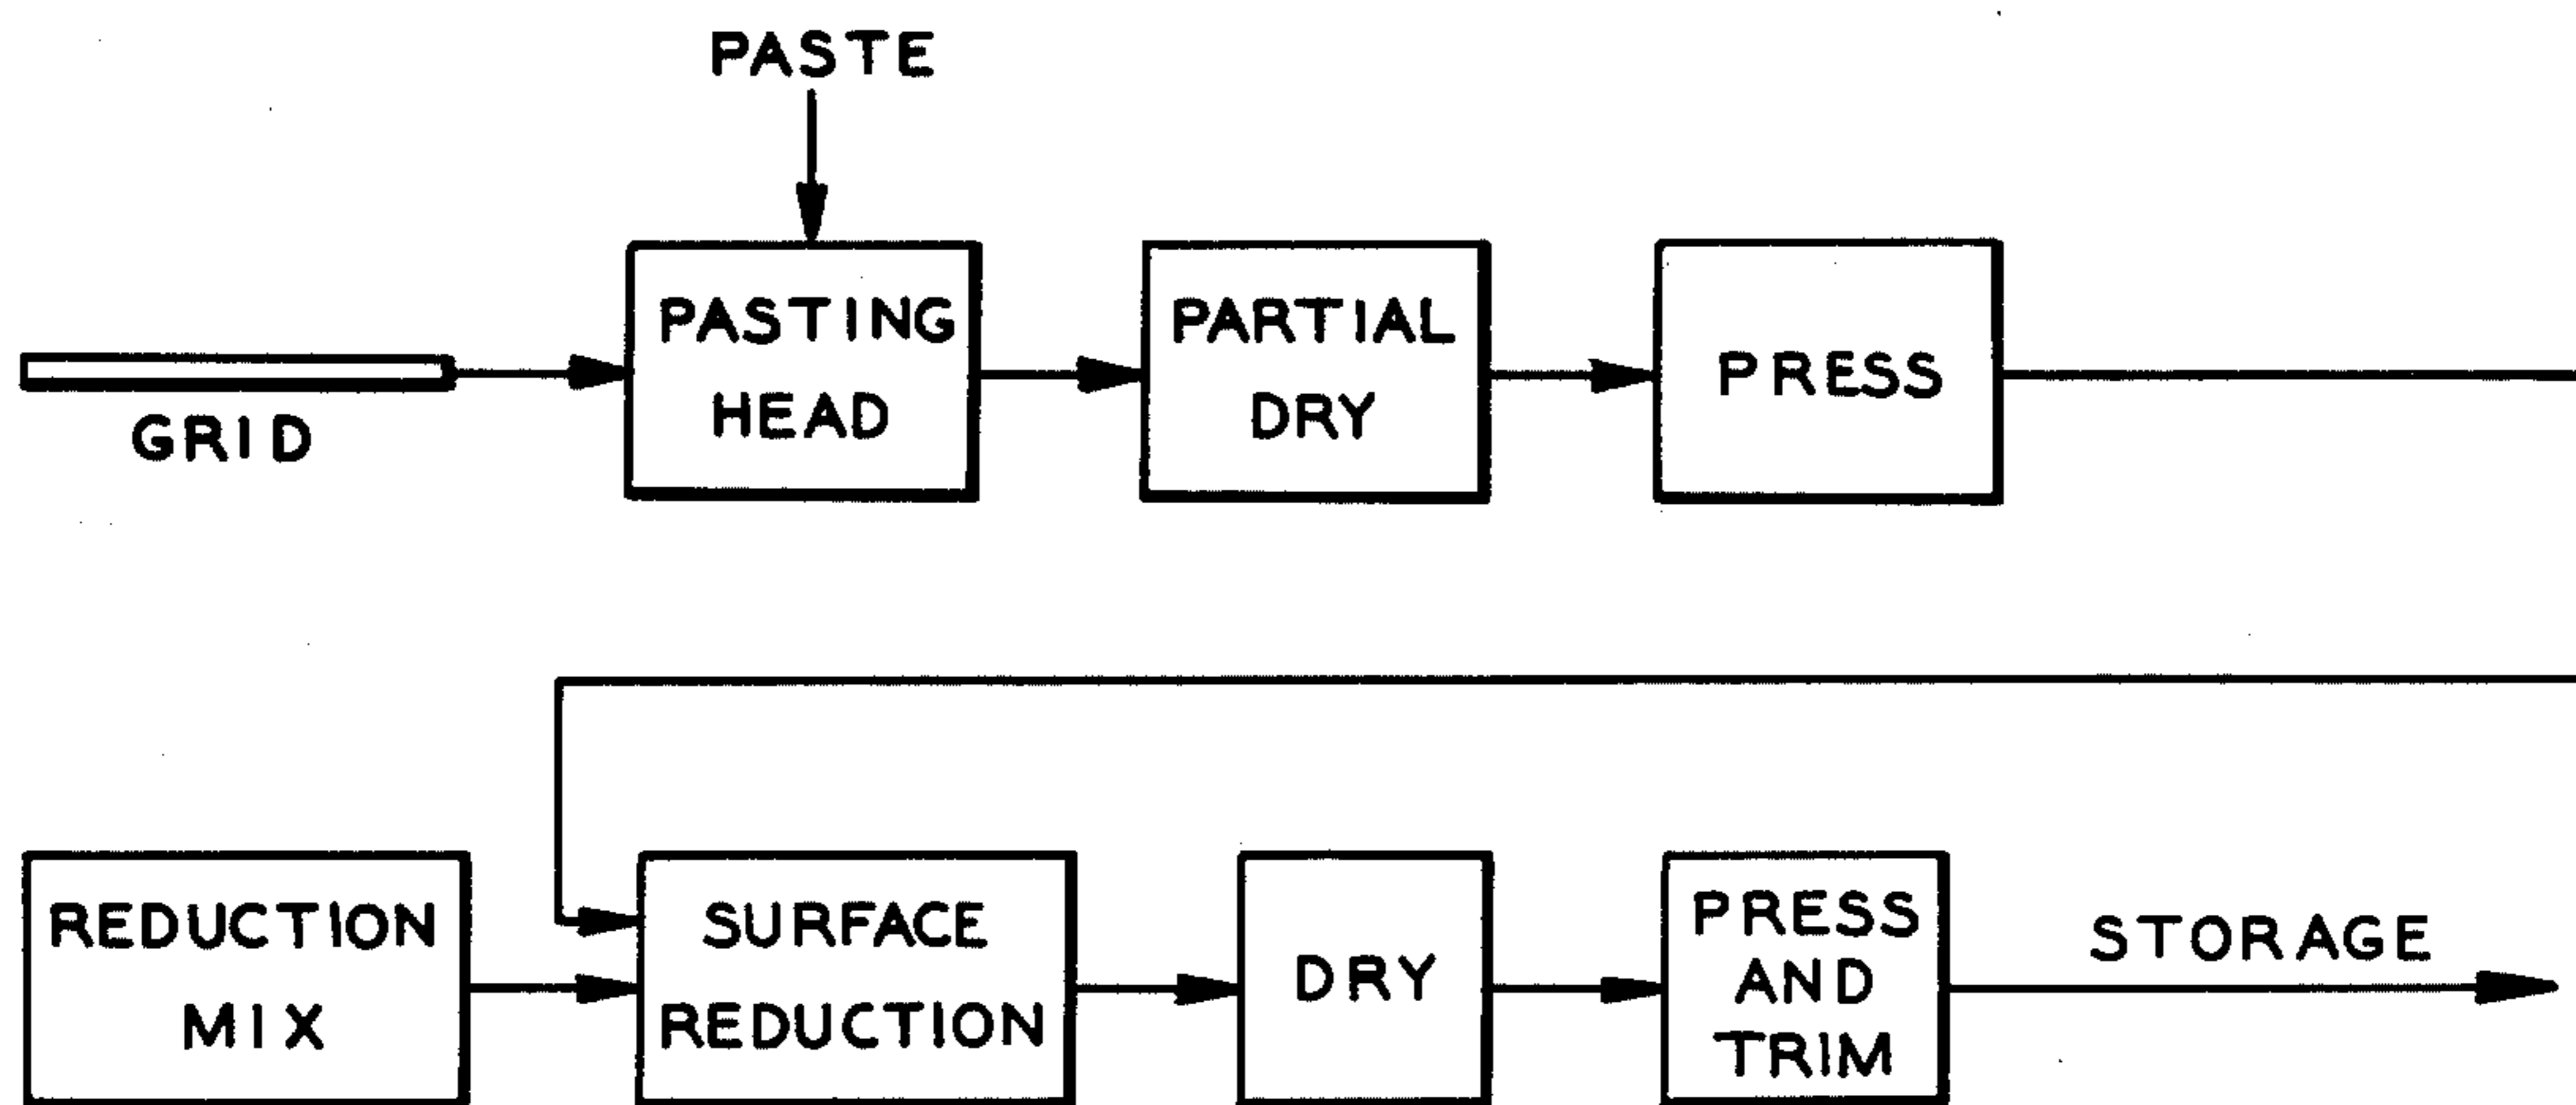 PASTE
PASTING
HEAD
PARTIAL
DRY
PRESS
GRID
REDUCTION
MIX
SURFACE
REDUCTION
DRY
PRESS
AND
TRIM
STORAGE